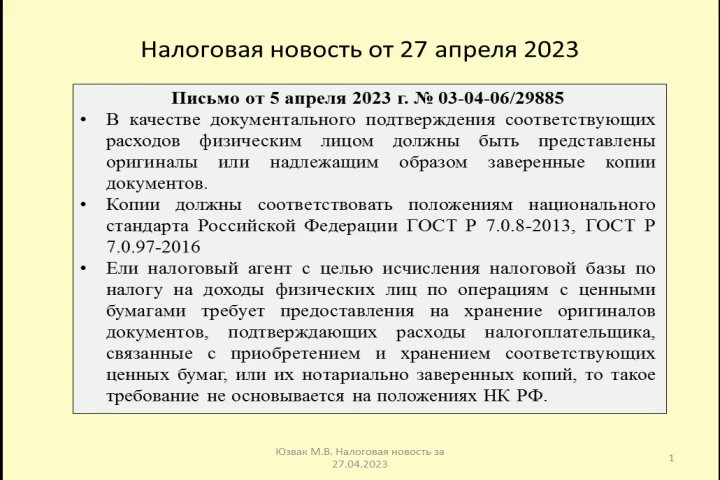 Налоговая новость от 27 апреля 2023
Письмо от 5 апреля 2023 г. № 03-04-06/29885
• В качестве документального подтверждения соответствующих
расходов физическим лицом должны быть представлены
оригиналы или надлежащим образом заверенные копии
документов.
• Копии должны соответствовать положениям национального
стандарта Российской Федерации ГОСТ Р 7.0.8-2013, ГОСТ Р
7.0.97-2016
• Ели налоговый агент с целью исчисления налоговой базы по
налогу на доходы физических лиц по операциям с ценными
бумагами требует предоставления на хранение оригиналов
документов, подтверждающих расходы налогоплательщика,
связанные с приобретением и хранением соответствующих
ценных бумаг, или их нотариально заверенных копий, то такое
требование не основывается на положениях НК РФ.
Юзвак М.В. Налоговая новость за
27.04.2023
1